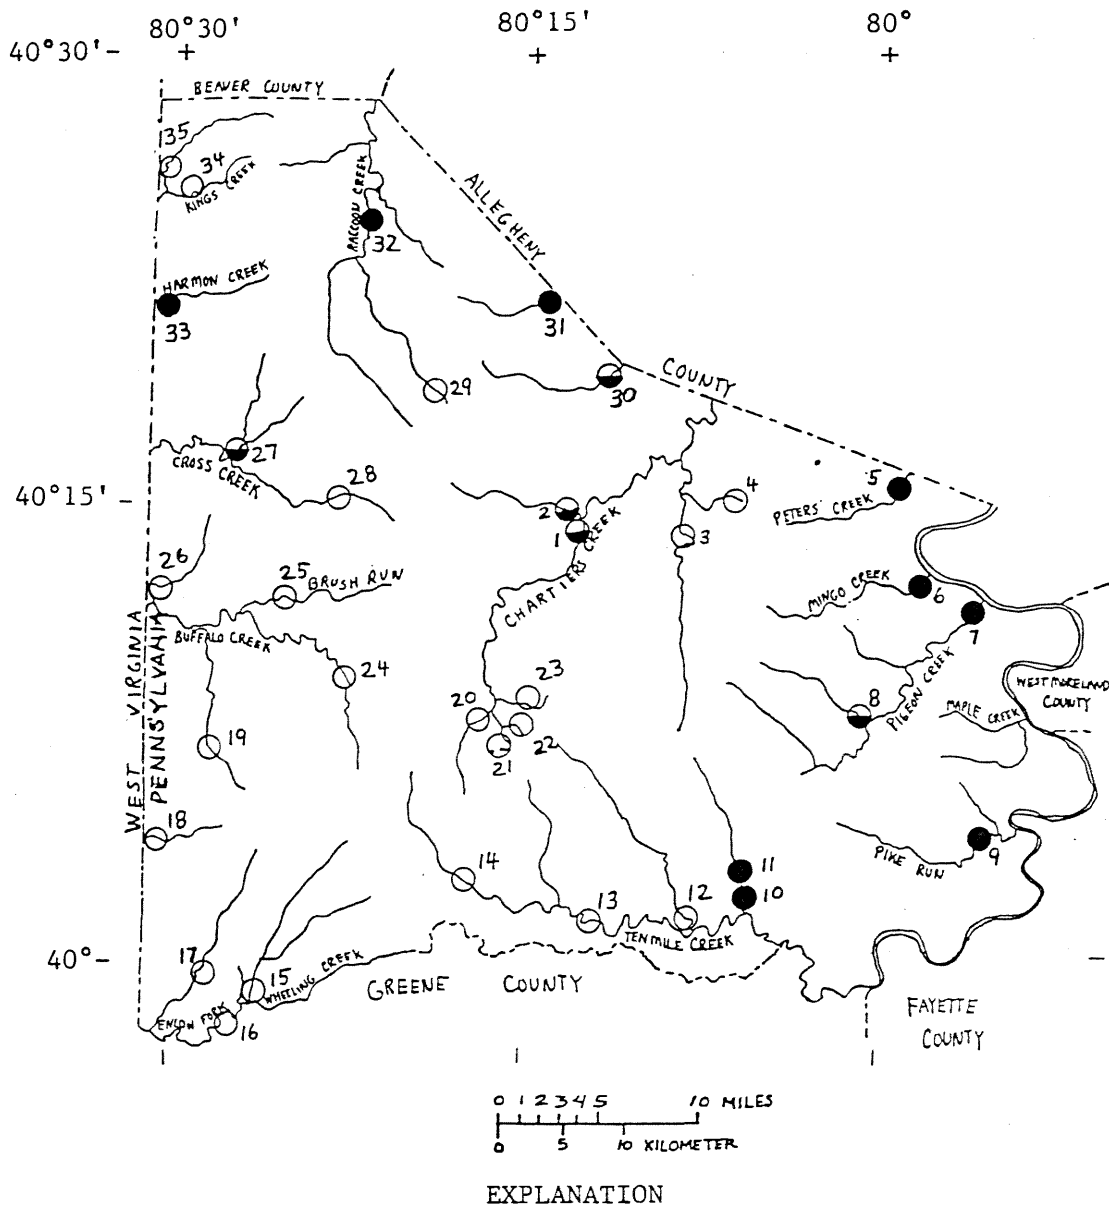 80°30' 80°15' 80°
40°30'
BEAVER COUNTY
35
34
KINGS CREEK
RACCOON CREEK
ALLEGHENY
32
HARMON CREEK
33
31
COUNTY
30
29
27
CROSS CREEK
28
40°15'
5
4
PETERS' CREEK
2
1
3
CHARTIERS CREEK
26
25
BRUSH RUN
MINGO CREEK
6
7
BUFFALO CREEK
WEST VIRGINIA
PENNSYLVANIA
24
23
20
22
21
8
PIGEON CREEK
WESTMORELAND
COUNTY
MAPLE CREEK
19
18
14
11
10
9
PIKE RUN
13
12
TENMILE CREEK
40°
17
15
WHEELING CREEK
ENLOW FORK
16
GREENE COUNTY
FAYETTE
COUNTY
0 1 2 3 4 5 10 MILES
0 5 10 KILOMETER
EXPLANATION